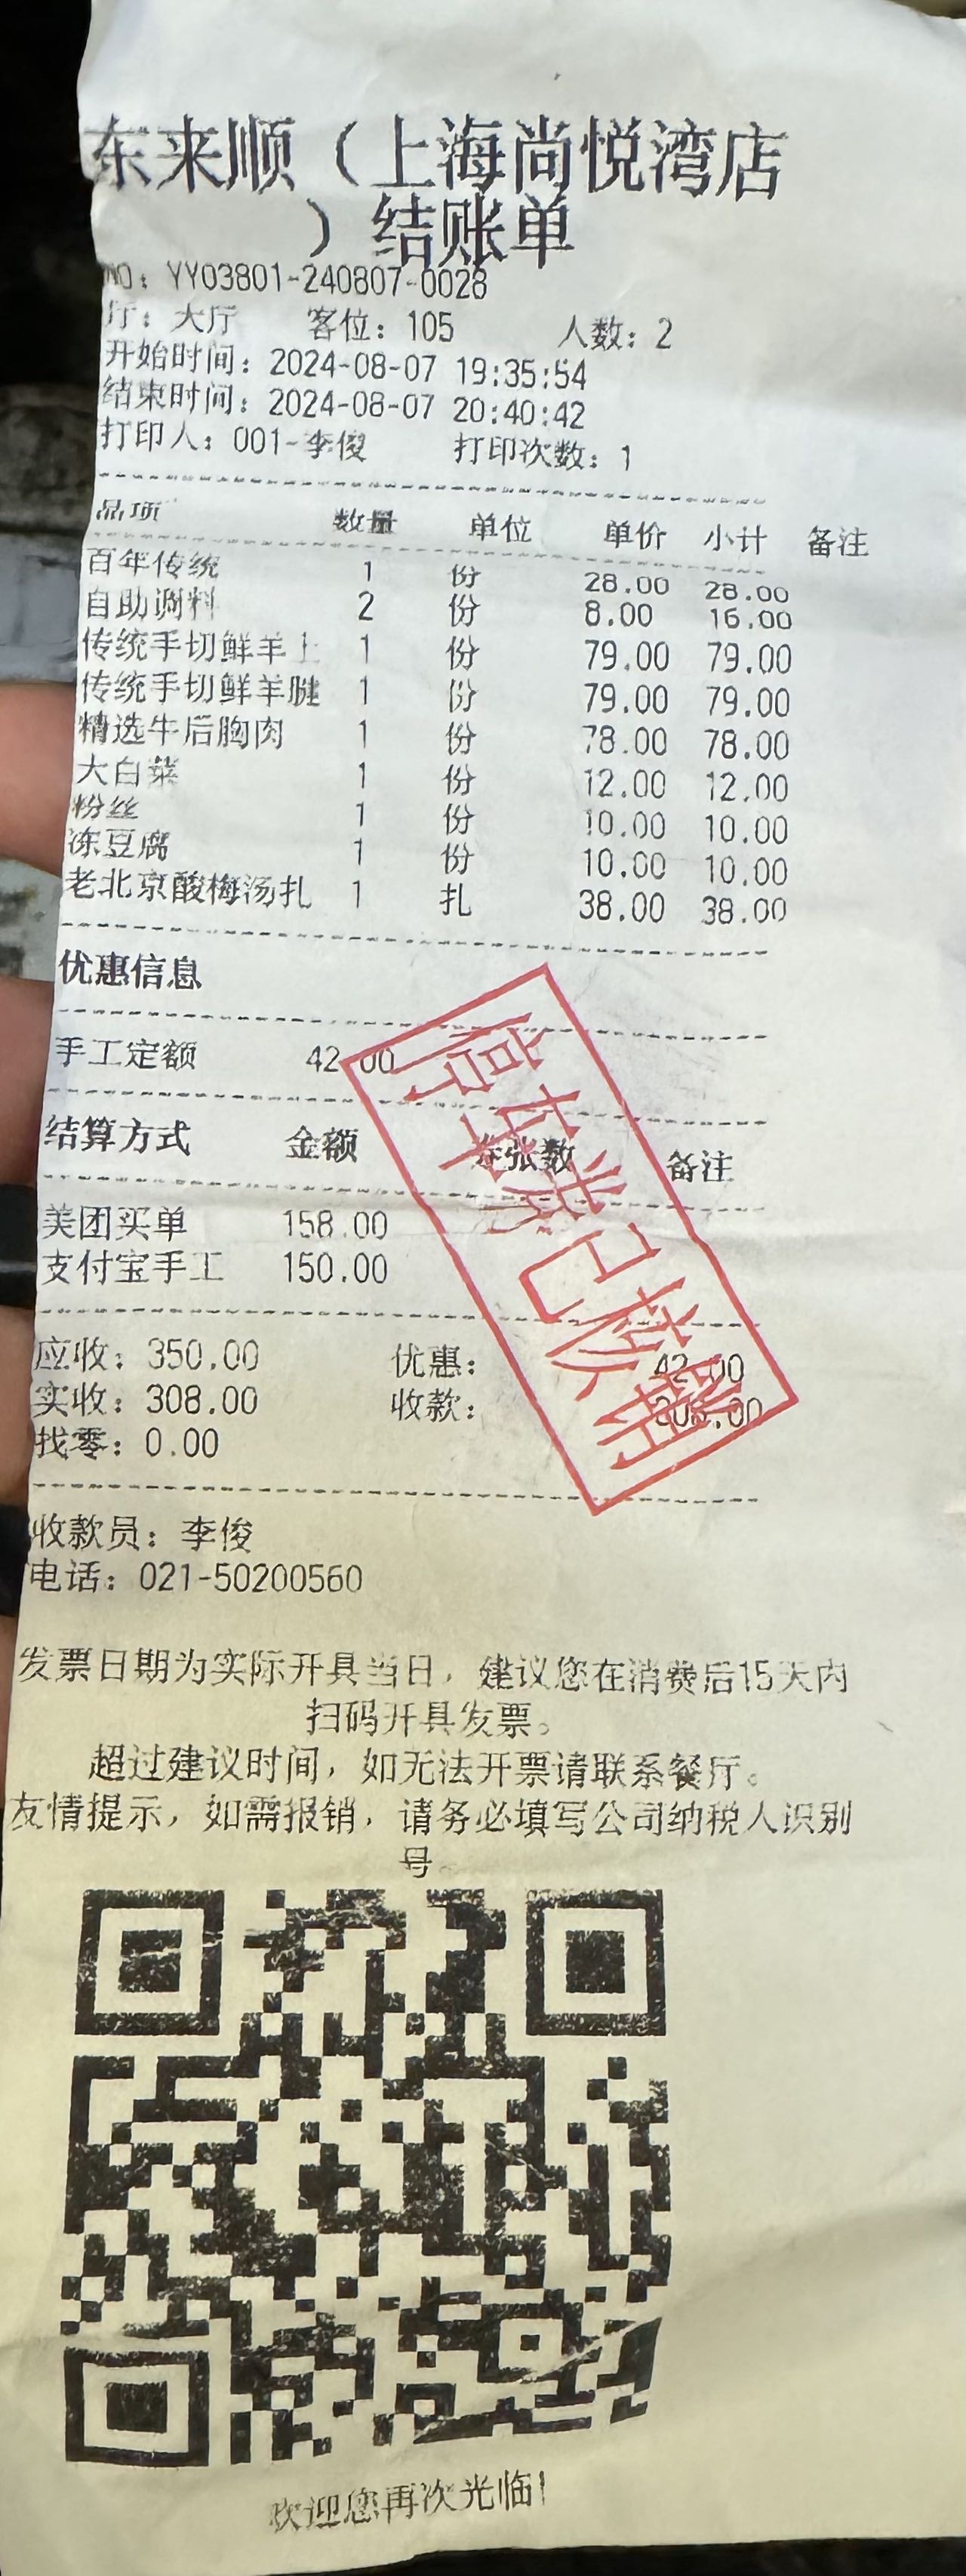 东来顺（上海尚悦湾店
）结账单
NO：YY03801-240807-0028
厅：大厅 客位：105 人数：2
开始时间：2024-08-07 19:35:54
结束时间：2024-08-07 20:40:42
打印人：001-李俊 打印次数：1
品项 数量 单位 单价 小计 备注
百年传统 1 份 28.00 28.00
自助调料 2 份 8.00 16.00
传统手切鲜羊上 1 份 79.00 79.00
传统手切鲜羊腱 1 份 79.00 79.00
精选牛后胸肉 1 份 78.00 78.00
大白菜 1 份 12.00 12.00
粉丝 1 份 10.00 10.00
冻豆腐 1 份 10.00 10.00
老北京酸梅汤扎 1 扎 38.00 38.00
优惠信息
手工定额 42.00
停车券已核销
结算方式 金额 券张数 备注
美团买单 158.00
支付宝手工 150.00
应收：350.00 优惠： 42.00
实收：308.00 收款： 308.00
找零：0.00
收款员：李俊
电话：021-50200560
发票日期为实际开具当日，建议您在消费后15天内
扫码开具发票。
超过建议时间，如无法开票请联系餐厅。
友情提示，如需报销，请务必填写公司纳税人识别
号。
欢迎您再次光临！